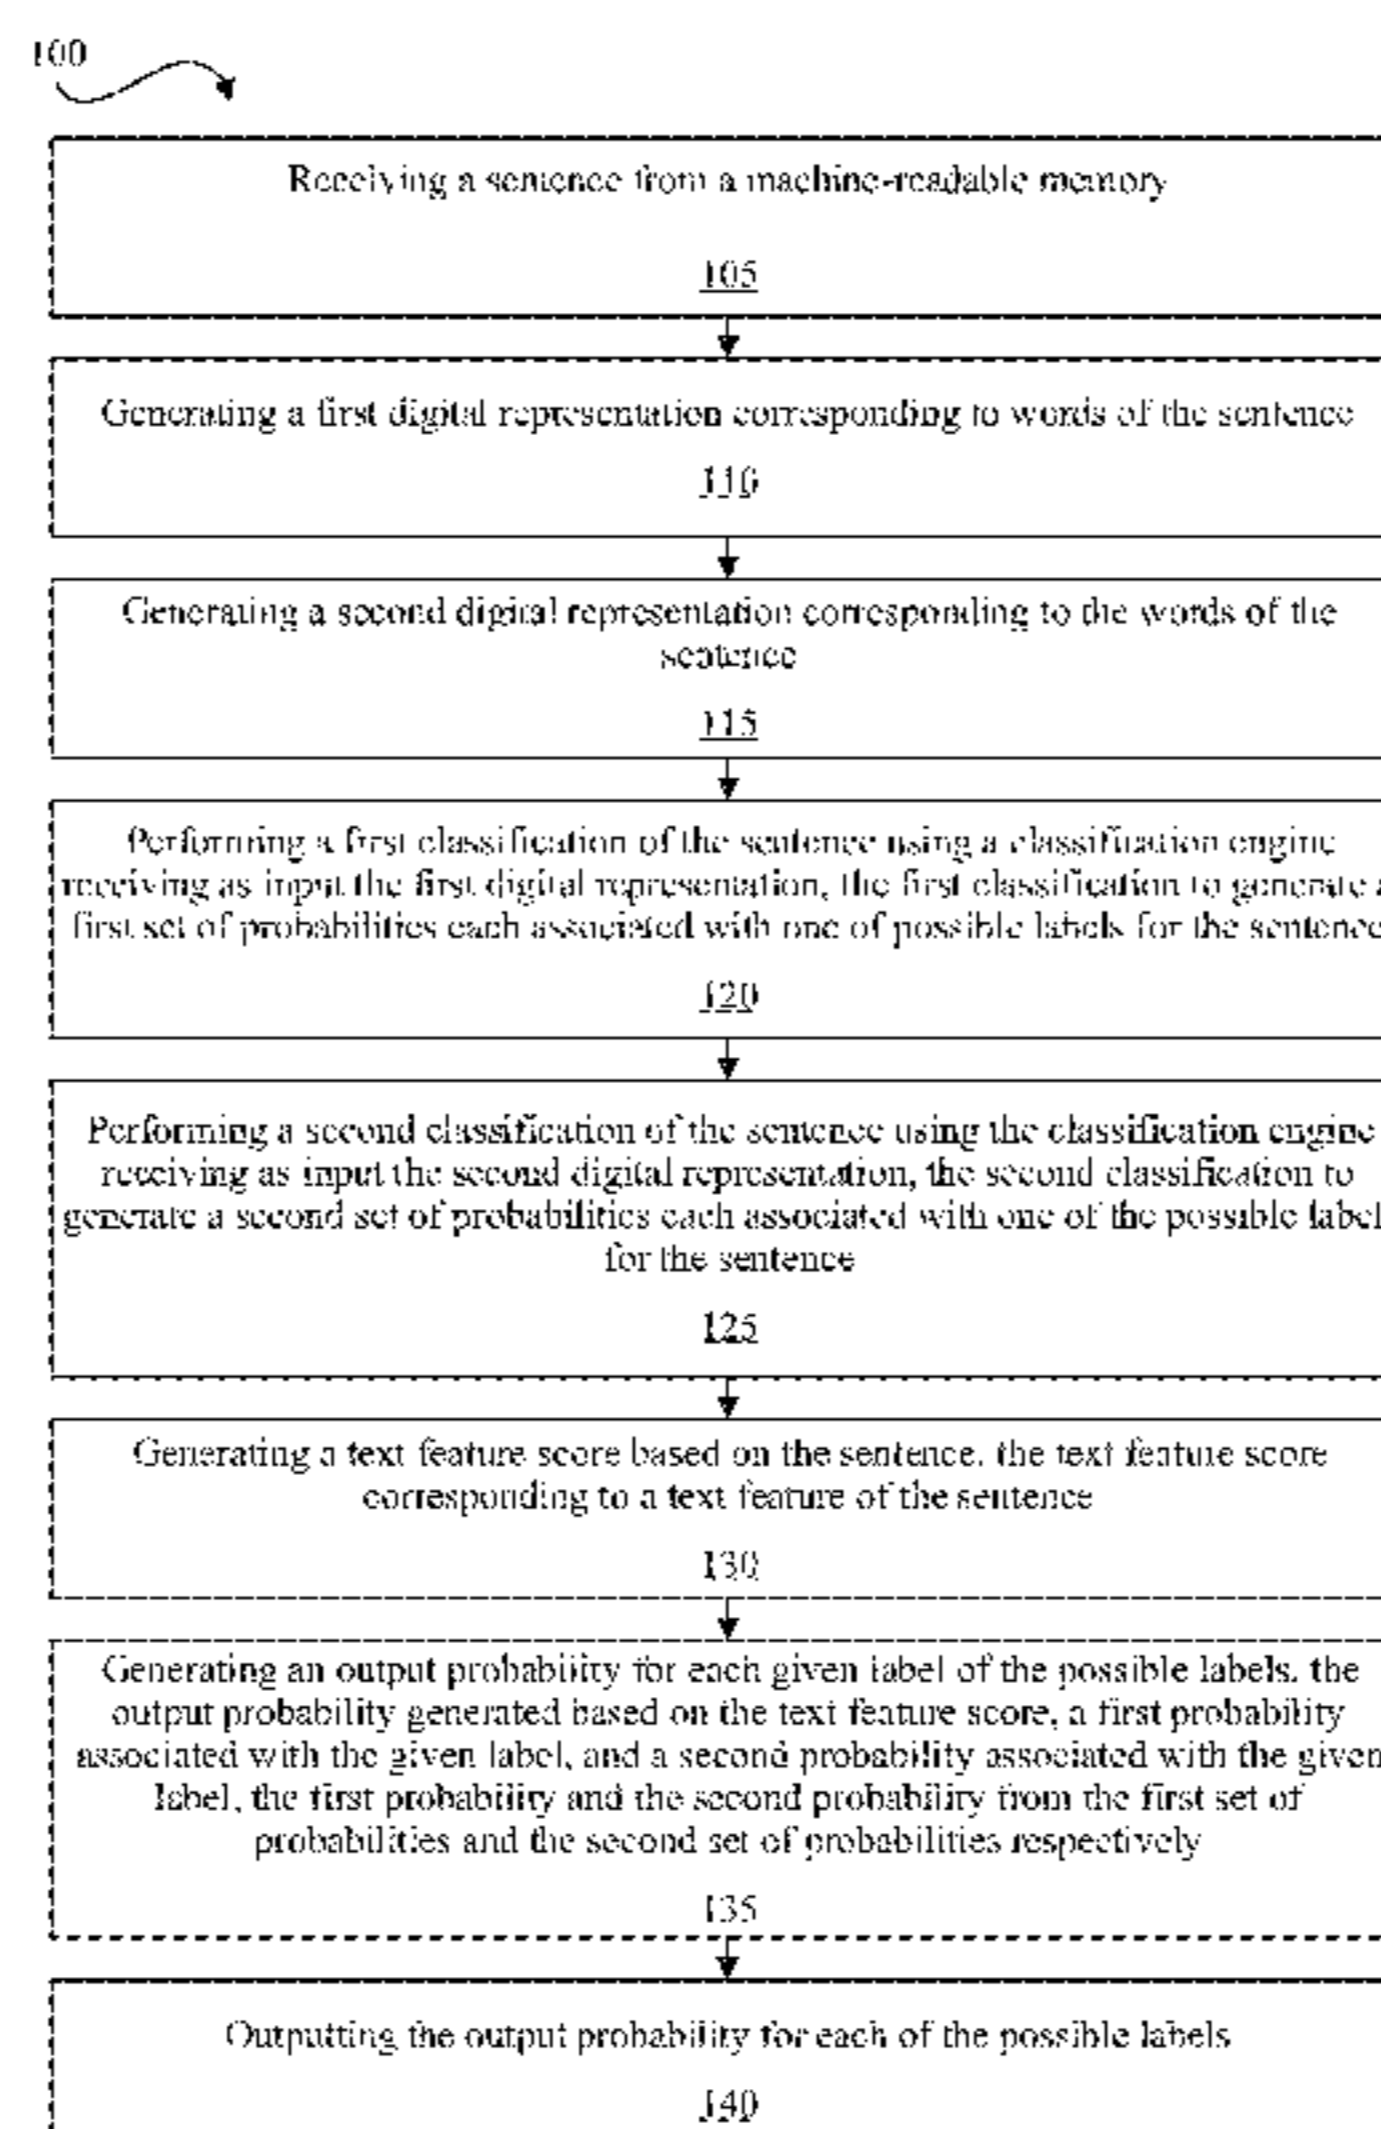 100
Receiving a sentence from a machine-readable memory
105
Generating a first digital representation corresponding to words of the sentence
110
Generating a second digital representation corresponding to the words of the
sentence
115
Performing a first classification of the sentence using a classification engine
receiving as input the first digital representation, the first classification to generate a
first set of probabilities each associated with one of possible labels for the sentence
120
Performing a second classification of the sentence using the classification engine
receiving as input the second digital representation, the second classification to
generate a second set of probabilities each associated with one of the possible label
for the sentence
125
Generating a text feature score based on the sentence, the text feature score
corresponding to a text feature of the sentence
130
Generating an output probability for each given label of the possible labels, the
output probability generated based on the text feature score, a first probability
associated with the given label, and a second probability associated with the given
label, the first probability and the second probability from the first set of
probabilities and the second set of probabilities respectively
135
Outputting the output probability for each of the possible labels
140